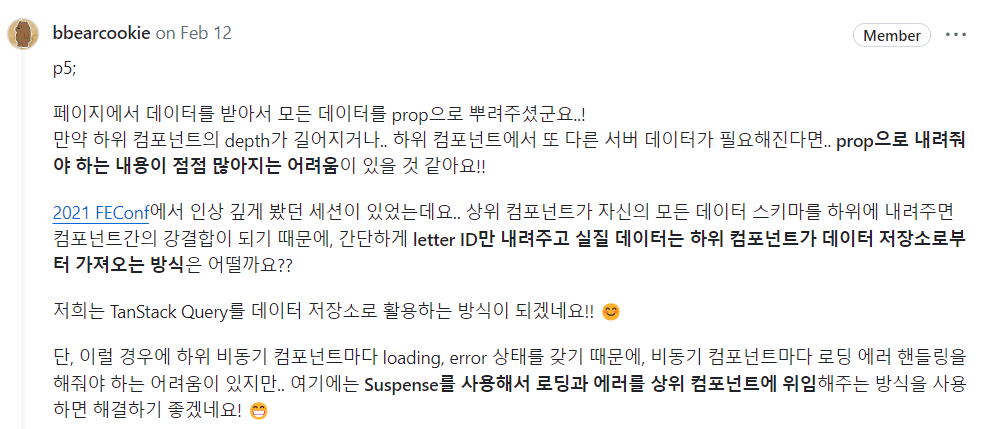 bbearcookie on Feb 12
Member
p5;
페이지에서 데이터를 받아서 모든 데이터를 prop으로 뿌려주셨군요..!
만약 하위 컴포넌트의 depth가 길어지거나.. 하위 컴포넌트에서 또 다른 서버 데이터가 필요해진다면.. prop으로 내려줘
야 하는 내용이 점점 많아지는 어려움이 있을 것 같아요!!
2021 FEConf에서 인상 깊게 봤던 세션이 있었는데요.. 상위 컴포넌트가 자신의 모든 데이터 스키마를 하위에 내려주면
컴포넌트간의 강결합이 되기 때문에, 간단하게 letter ID만 내려주고 실질 데이터는 하위 컴포넌트가 데이터 저장소로부
터 가져오는 방식은 어떨까요??
저희는 TanStack Query를 데이터 저장소로 활용하는 방식이 되겠네요!! 😊
단, 이럴 경우에 하위 비동기 컴포넌트마다 loading, error 상태를 갖기 때문에, 비동기 컴포넌트마다 로딩 에러 핸들링을
해줘야 하는 어려움이 있지만.. 여기에는 Suspense를 사용해서 로딩과 에러를 상위 컴포넌트에 위임해주는 방식을 사용
하면 해결하기 좋겠네요! 😁